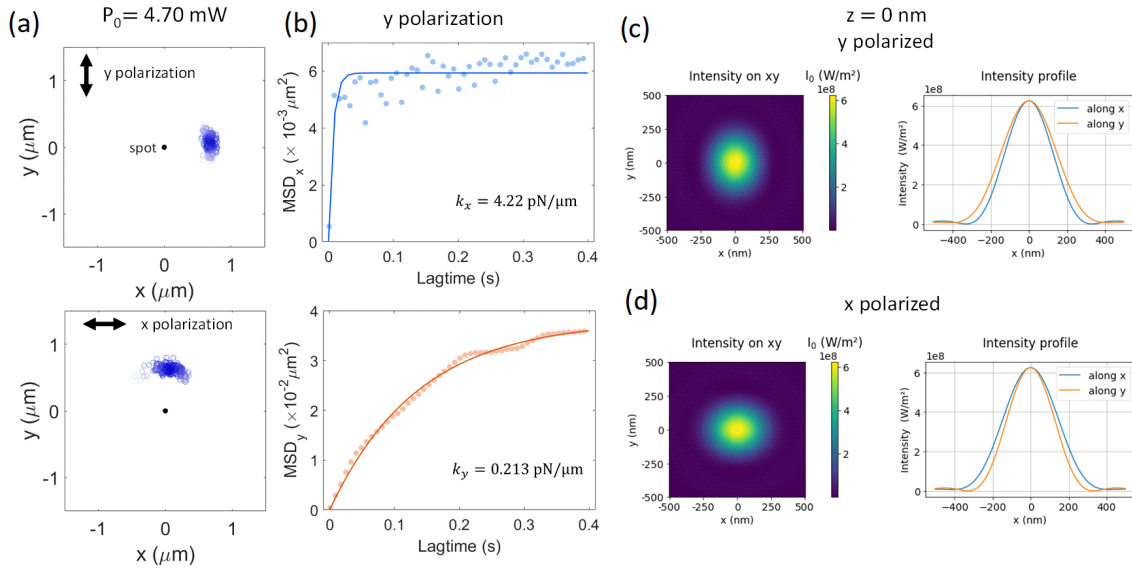 (a)
P₀= 4.70 mW
y polarization
spot
y (μm)
1
0
-1
-1
0
1
x (μm)
x polarization
y (μm)
1
0
-1
-1
0
1
x (μm)
(b)
y polarization
MSDₓ (× 10⁻³ μm²)
6
4
2
0
0
0.1
0.2
0.3
0.4
kₓ = 4.22 pN/μm
Lagtime (s)
MSD_y (×10⁻² μm²)
4
3
2
1
0
0
0.1
0.2
0.3
0.4
k_y = 0.213 pN/μm
Lagtime (s)
z = 0 nm
(c)
y polarized
Intensity on xy
I₀ (W/m²)
1e8
6
4
2
y (nm)
500
250
0
-250
-500
-500
-250
0
250
500
x (nm)
Intensity profile
1e8
along x
along y
Intensity (W/m²)
6
4
2
0
-400
-200
0
200
400
x (nm)
(d)
x polarized
Intensity on xy
I₀ (W/m²)
1e8
6
4
2
y (nm)
500
250
0
-250
-500
-500
-250
0
250
500
x (nm)
Intensity profile
1e8
along x
along y
Intensity (W/m²)
6
4
2
0
-400
-200
0
200
400
x (nm)